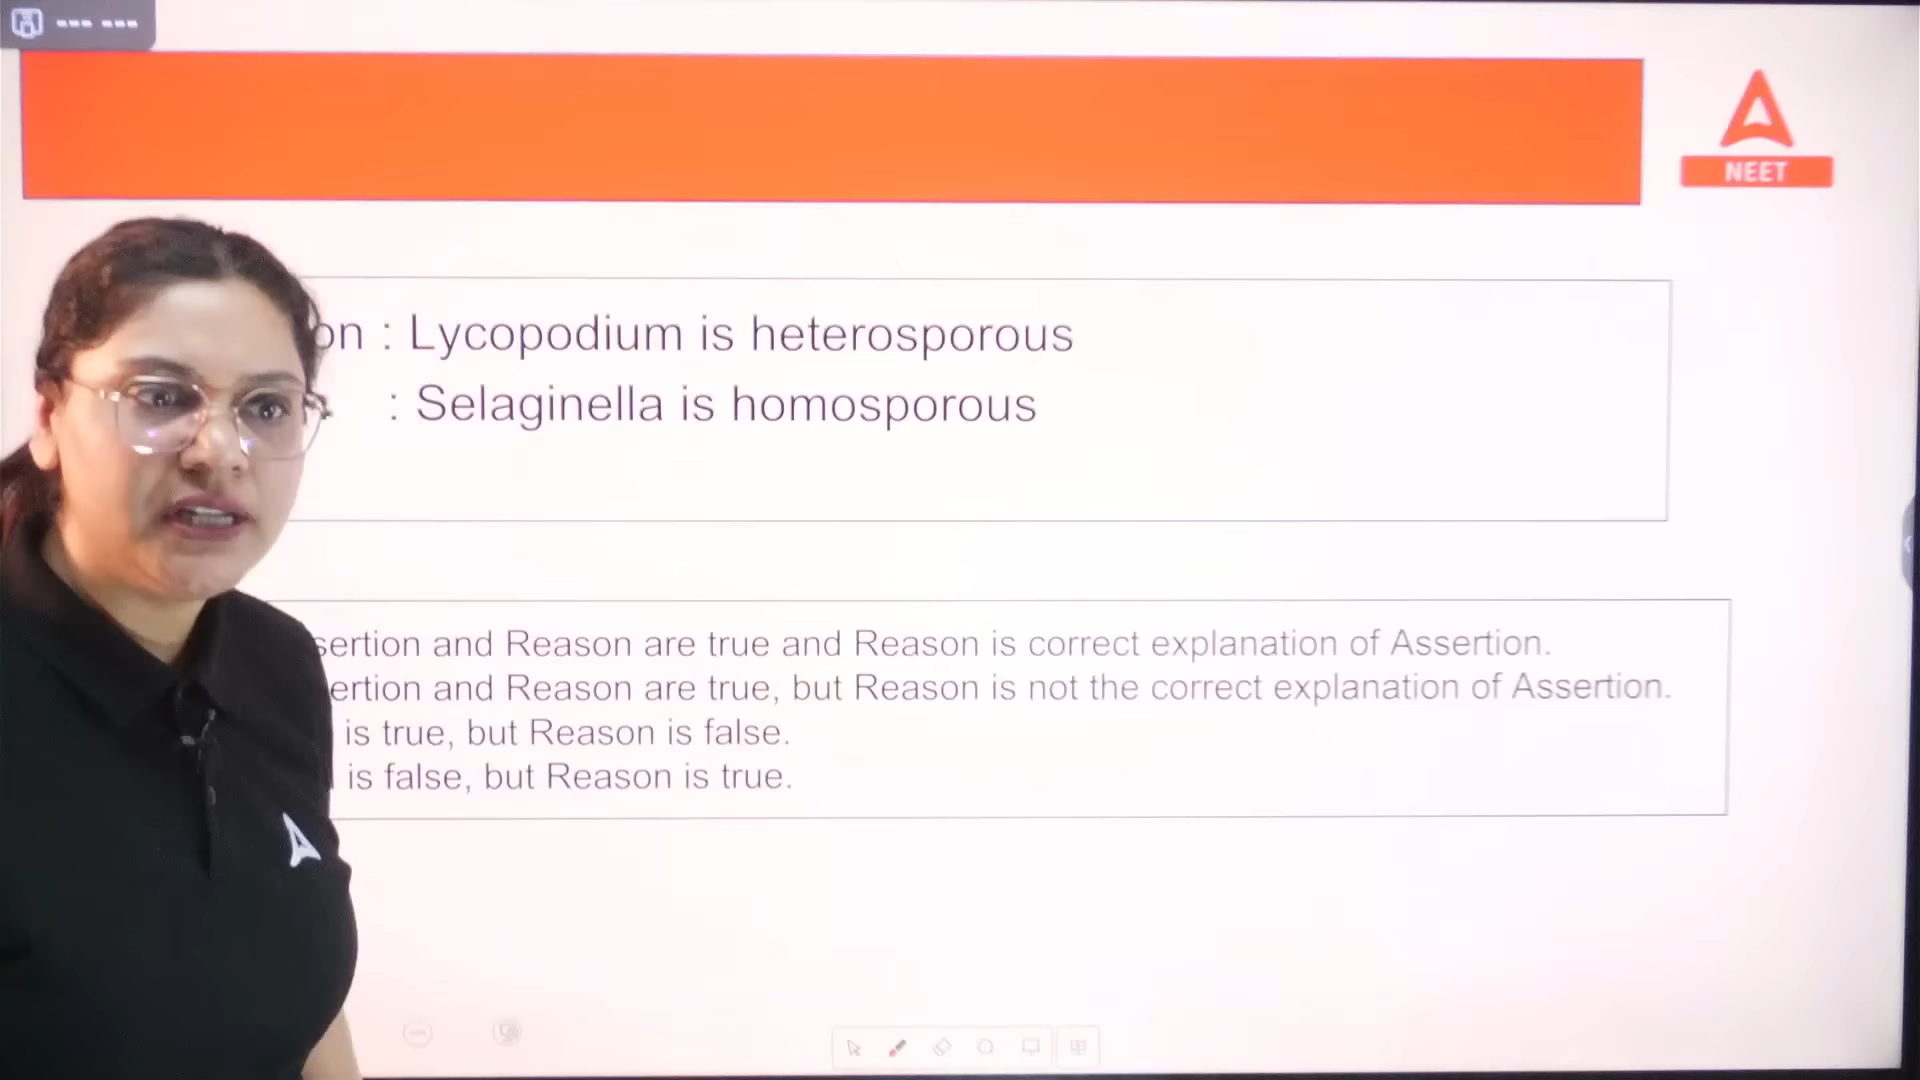 NEET
on : Lycopodium is heterosporous
: Selaginella is homosporous
sertion and Reason are true and Reason is correct explanation of Assertion.
ertion and Reason are true, but Reason is not the correct explanation of Assertion.
is true, but Reason is false.
is false, but Reason is true.